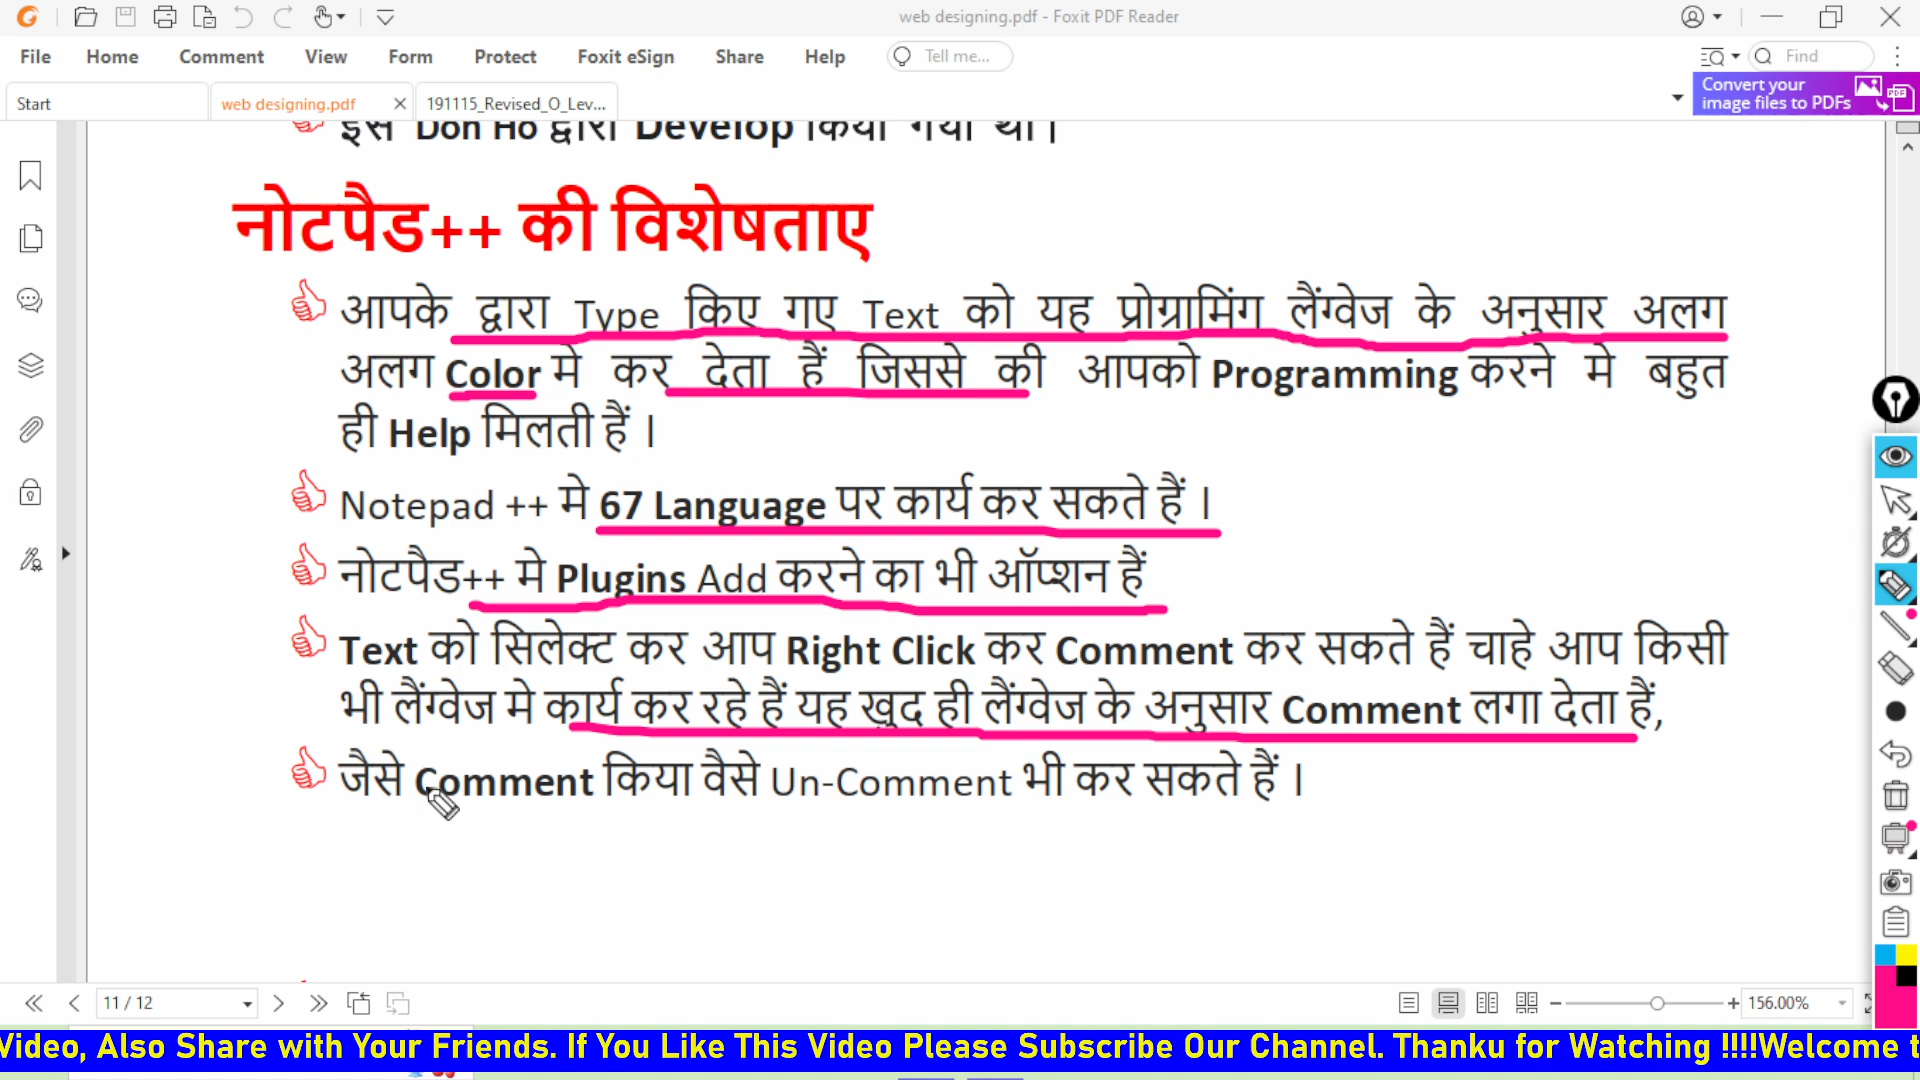 web designing.pdf - Foxit PDF Reader
File Home Comment View Form Protect Foxit eSign Share Help Tell me... Find
Start web designing.pdf 191115_Revised_O_Lev...
Convert your
image files to PDFs
इसे Don Ho द्वारा Develop किया गया था।
नोटपैड++ की विशेषताए
आपके द्वारा Type किए गए Text को यह प्रोग्रामिंग लैंग्वेज के अनुसार अलग
अलग Color मे कर देता हैं जिससे की आपको Programming करने मे बहुत
ही Help मिलती हैं ।
Notepad ++ मे 67 Language पर कार्य कर सकते हैं ।
नोटपैड++ मे Plugins Add करने का भी ऑप्शन हैं
Text को सिलेक्ट कर आप Right Click कर Comment कर सकते हैं चाहे आप किसी
भी लैंग्वेज मे कार्य कर रहे हैं यह खुद ही लैंग्वेज के अनुसार Comment लगा देता हैं,
जैसे Comment किया वैसे Un-Comment भी कर सकते हैं ।
11 / 12 156.00%
Video, Also Share with Your Friends. If You Like This Video Please Subscribe Our Channel. Thanku for Watching !!!!Welcome t